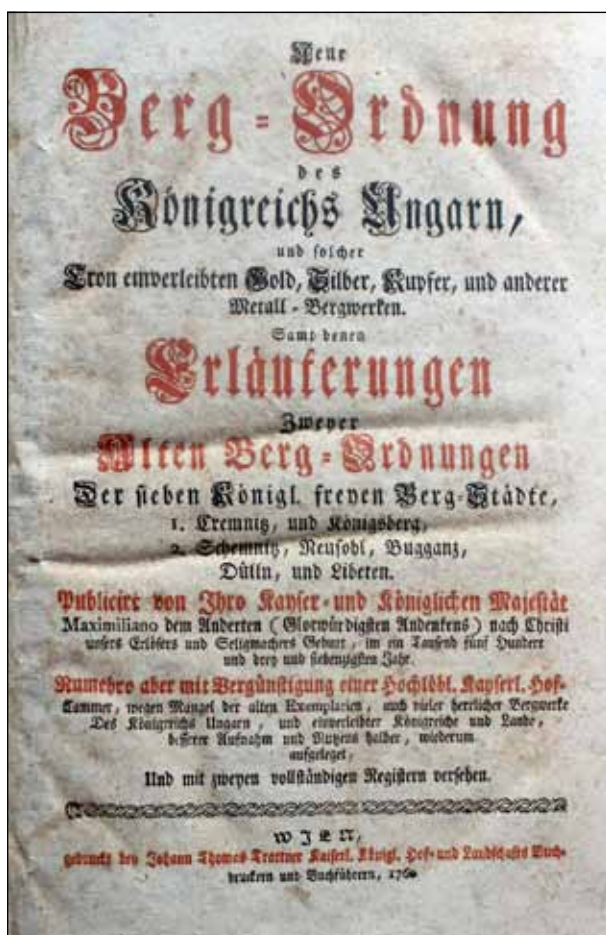 Neue
Berg-Ordnung
des
Königreichs Ungarn,
und solcher
Cron einverleibten Gold, Silber, Kupfer, und anderer
Metall-Bergwerken.
Samt denen
Erläuterungen
Zweyer
Alten Berg-Ordnungen
Der sieben Königl. freyen Berg-Städte,
1. Cremnitz, und Königsberg,
2. Schemnitz, Neusohl, Bugganz,
Dülln, und Libeten.
Publicirt von Ihro Kayser- und Königlichen Majestät
Maximiliano dem Anderten (Glorwürdigsten Andenkens) nach Christi
unsers Erlösers und Seligmachers Geburt, im ein Tausend fünf Hundert
und drey und siebenzigsten Jahr.
Numehro aber mit Vergünstigung einer Hochlöbl. Kayserl. Hof-
Cammer, wegen Mangel der alten Exemplarien, auch vieler herrlicher Bergwerke
Des Königreichs Ungarn, und einverleibter Königreiche und Lande,
besserer Aufnahm und Nutzens halber, wiederum
aufgeleget,
Und mit zweyen vollständigen Registern versehen.
WIEN,
gedruckt bey Johann Thomas Trattner Kaiserl. Königl. Hof- und Landschafts Buch-
druckern und Buchführern,